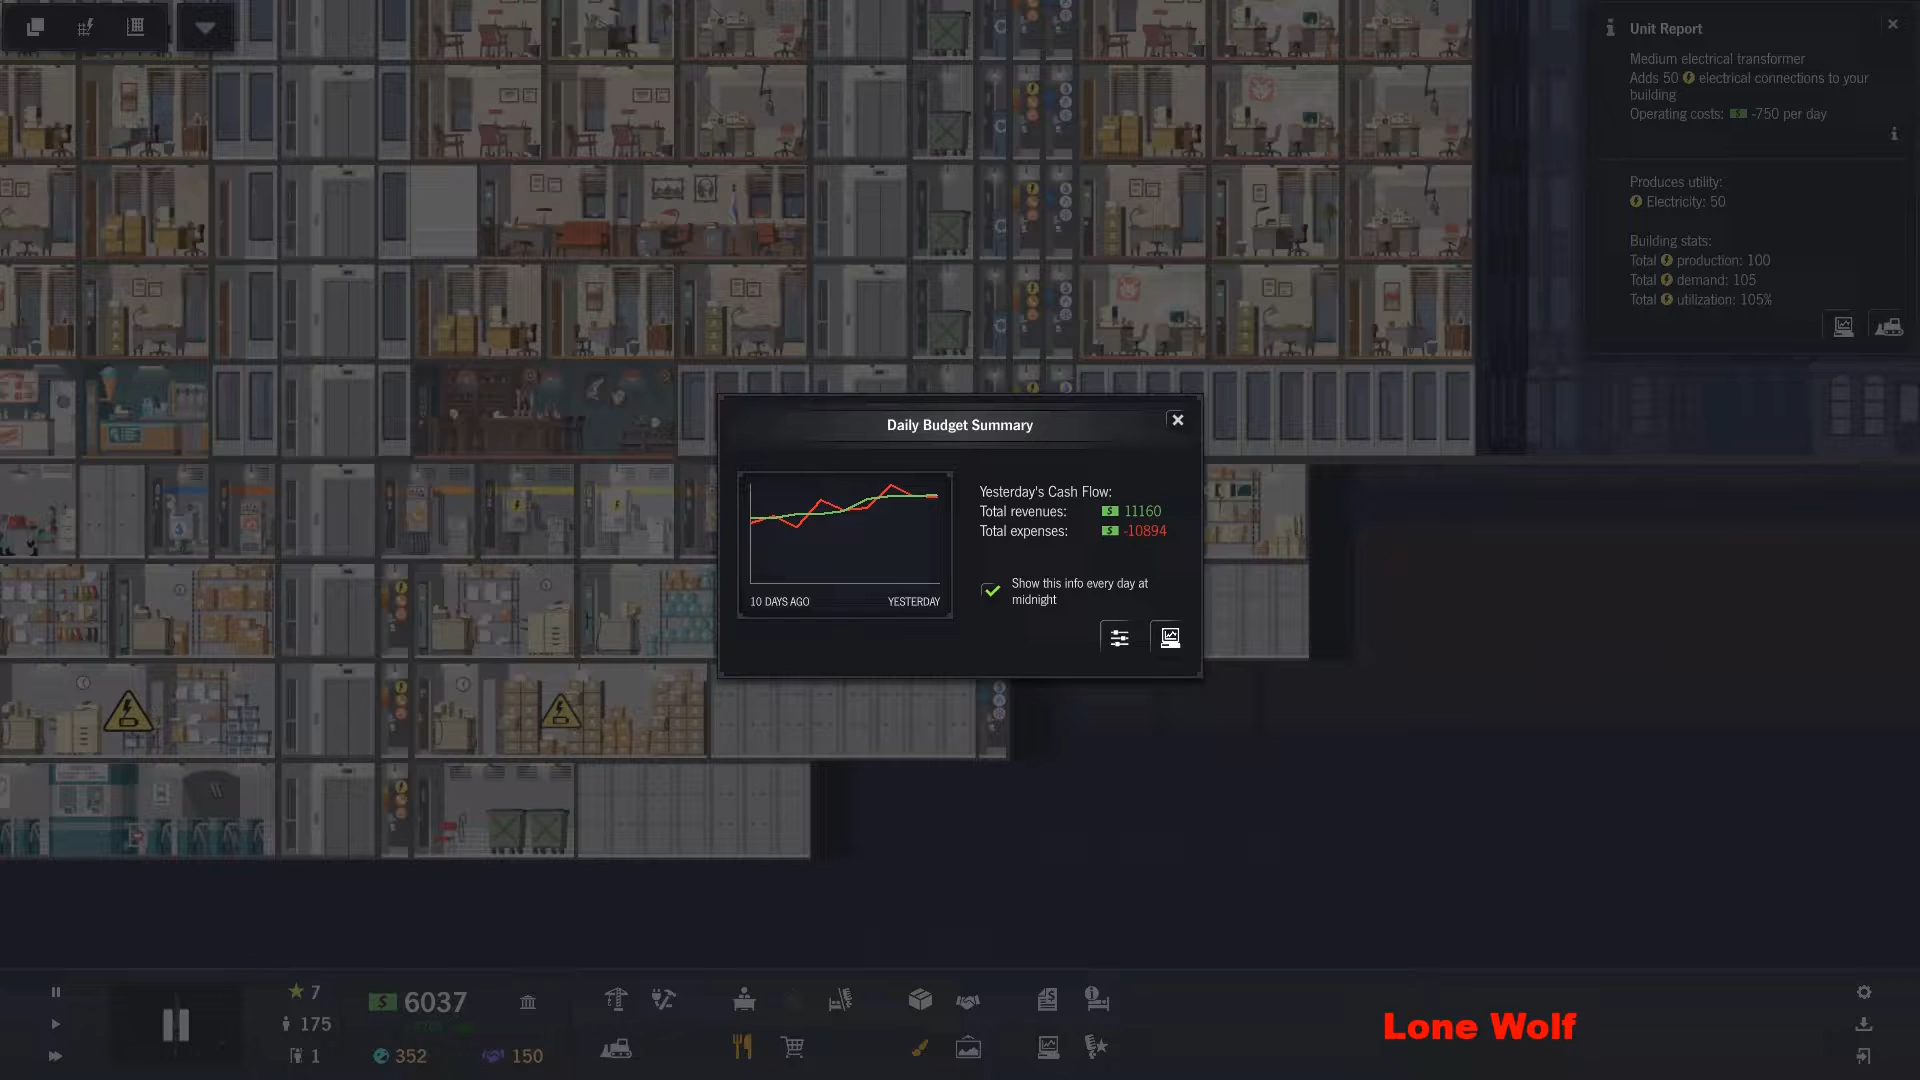 Unit Report
Medium electrical transformer
Adds 50 electrical connections to your
building
Operating costs: -750 per day
Produces utility:
Electricity: 50
Building stats:
Total production: 100
Total demand: 105
Total utilization: 105%
Daily Budget Summary
Yesterday's Cash Flow:
Total revenues: 11160
Total expenses: -10894
Show this info every day at
midnight
10 DAYS AGO YESTERDAY
7
175
1
6037
352
150
Lone Wolf